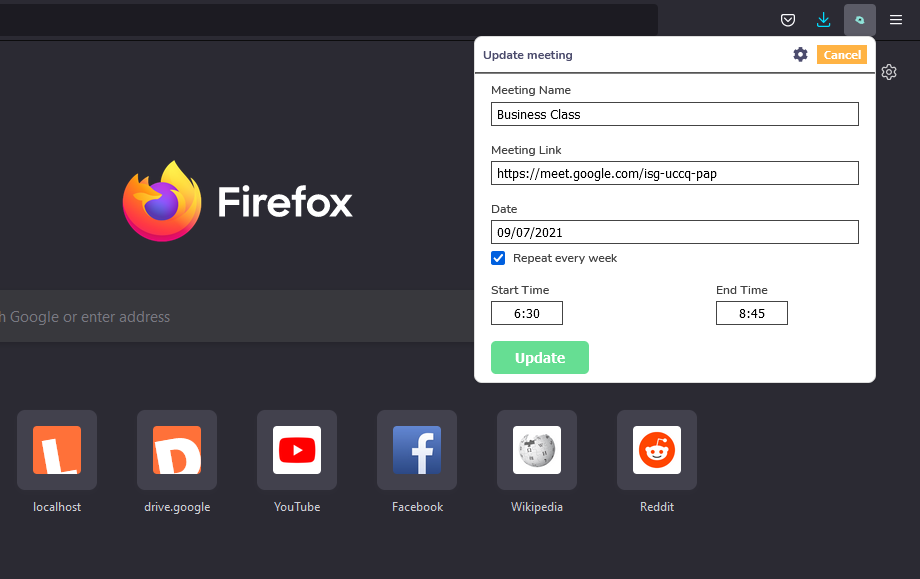 Update meeting
Cancel
Meeting Name
Business Class
Meeting Link
https://meet.google.com/isg-uccq-pap
Date
09/07/2021
Repeat every week
Start Time
End Time
6:30
8:45
Update
Firefox
h Google or enter address
L
D
f
localhost
drive.google
YouTube
Facebook
Wikipedia
Reddit